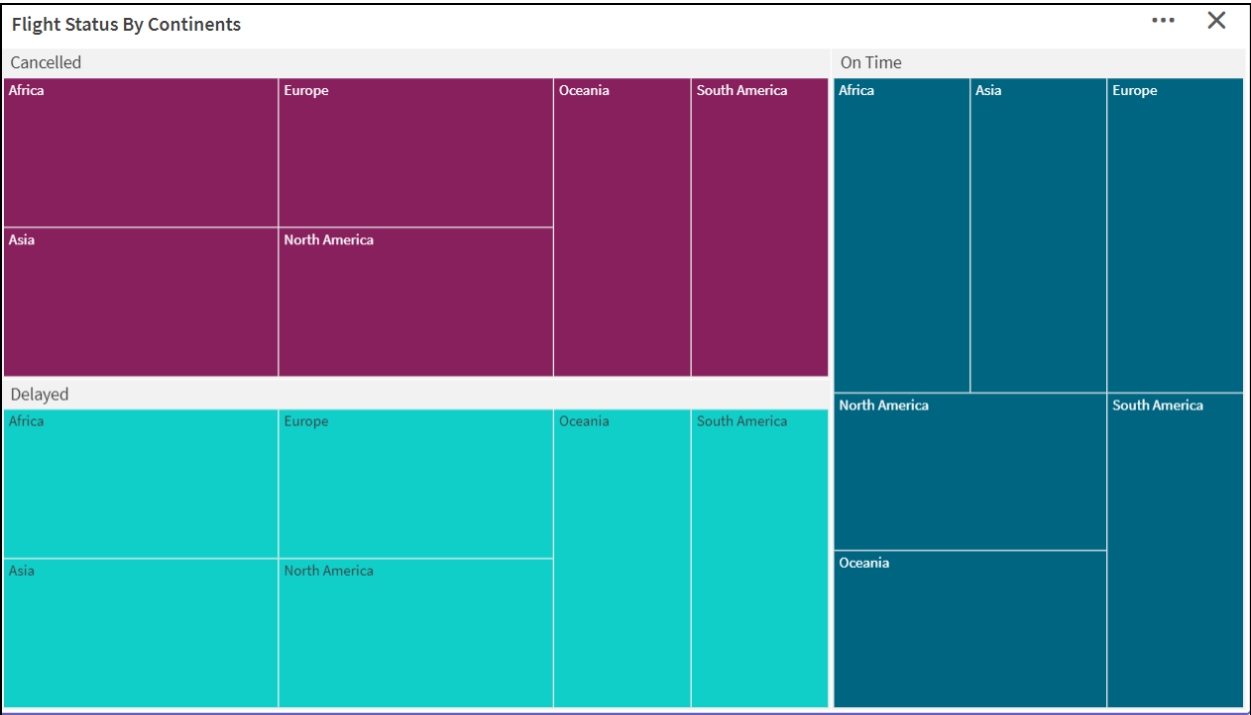 Flight Status By Continents
Cancelled
Africa
Europe
Oceania
South America
Asia
North America
Delayed
Africa
Europe
Oceania
South America
Asia
North America
On Time
Africa
Asia
Europe
North America
South America
Oceania